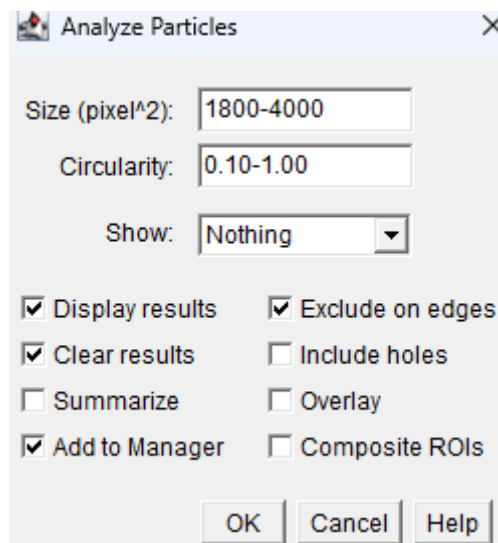 Analyze Particles
Size (pixel^2): 1800-4000
Circularity: 0.10-1.00
Show: Nothing
Display results Exclude on edges
Clear results Include holes
Summarize Overlay
Add to Manager Composite ROIs
OK Cancel Help